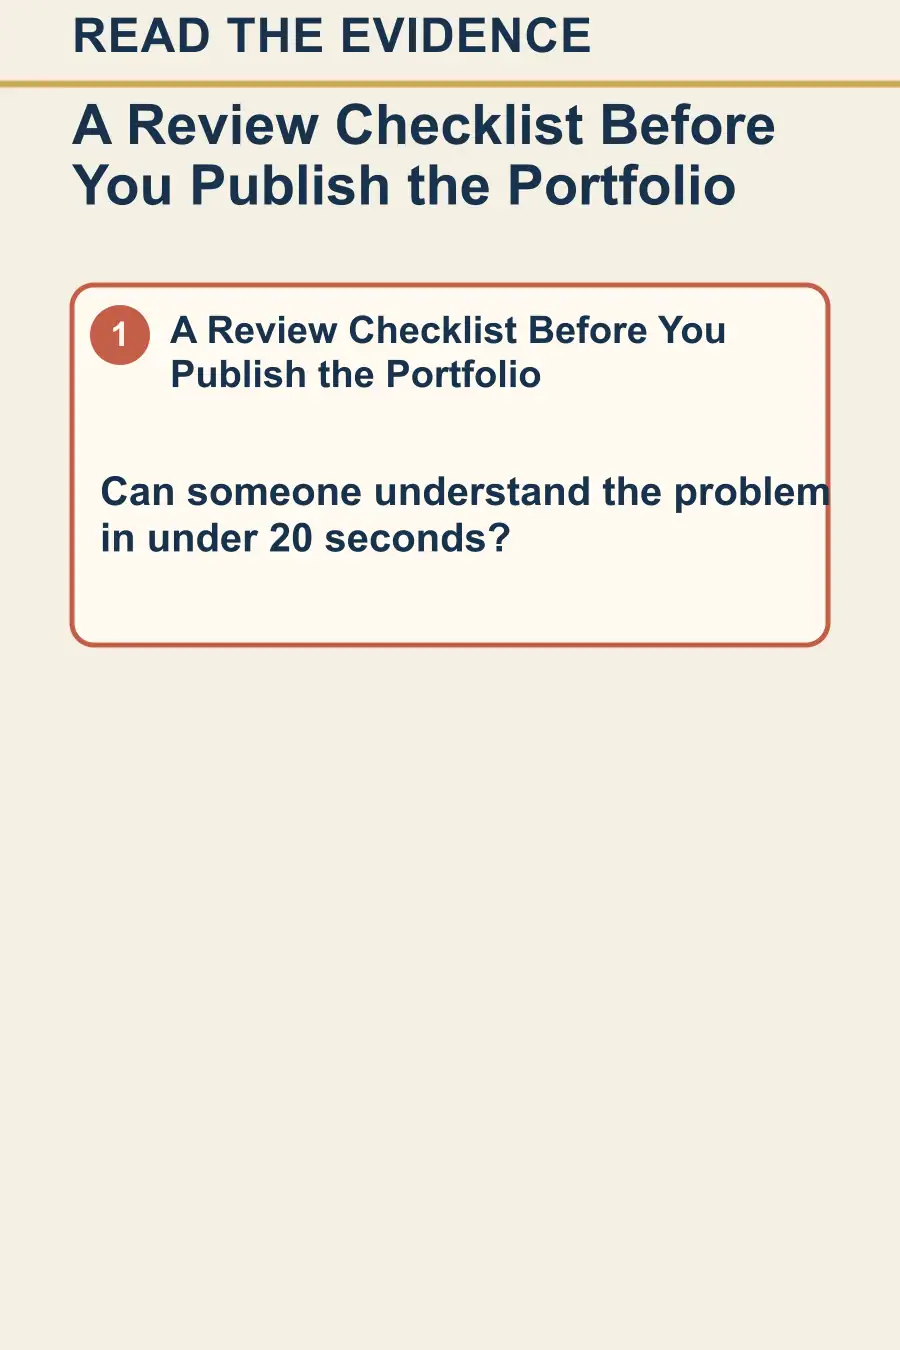 READ THE EVIDENCE
A Review Checklist Before
You Publish the Portfolio
1
A Review Checklist Before You
Publish the Portfolio
Can someone understand the problem
in under 20 seconds?